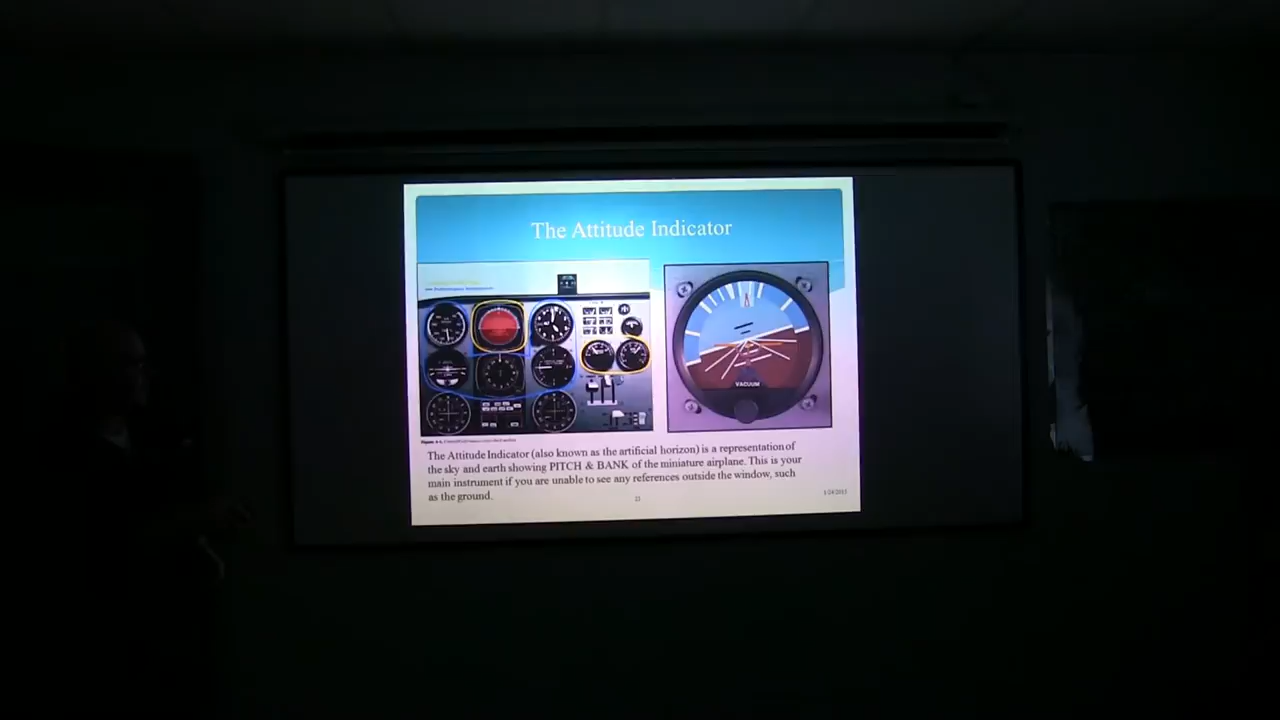 The Attitude Indicator
VACUUM
The Attitude Indicator (also known as the artificial horizon) is a representation of
the sky and earth showing PITCH & BANK of the miniature airplane. This is your
main instrument if you are unable to see any references outside the window, such
as the ground.